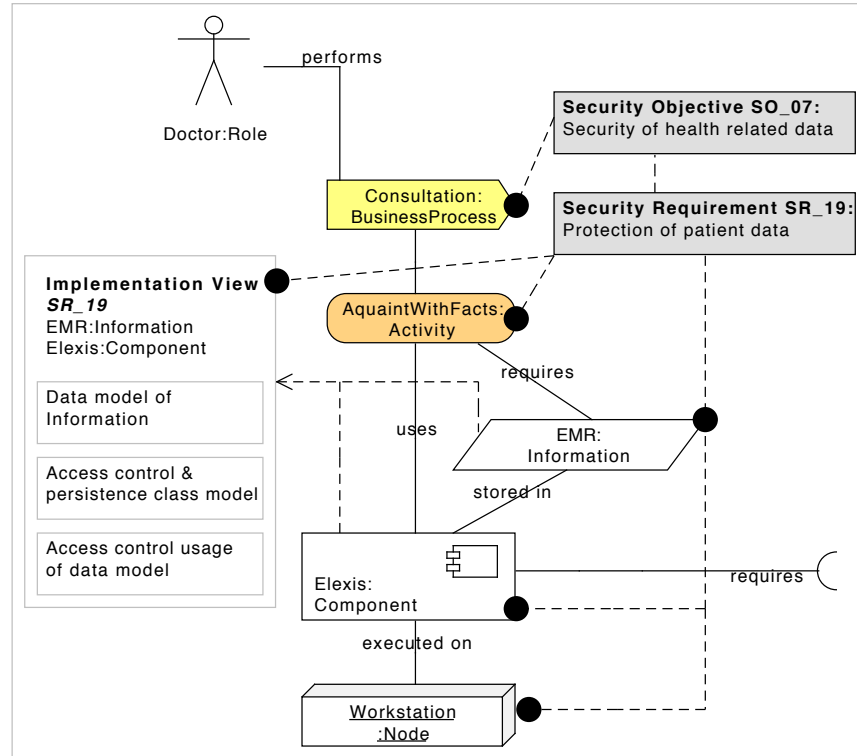 performs
Doctor:Role
Security Objective SO_07:
Security of health related data
Consultation:
BusinessProcess
Security Requirement SR_19:
Protection of patient data
Implementation View
SR_19
EMR:Information
Elexis:Component
AquaintWithFacts:
Activity
requires
Data model of
Information
uses
EMR:
Information
Access control &
persistence class model
stored in
Access control usage
of data model
Elexis:
Component
requires
executed on
Workstation
:Node